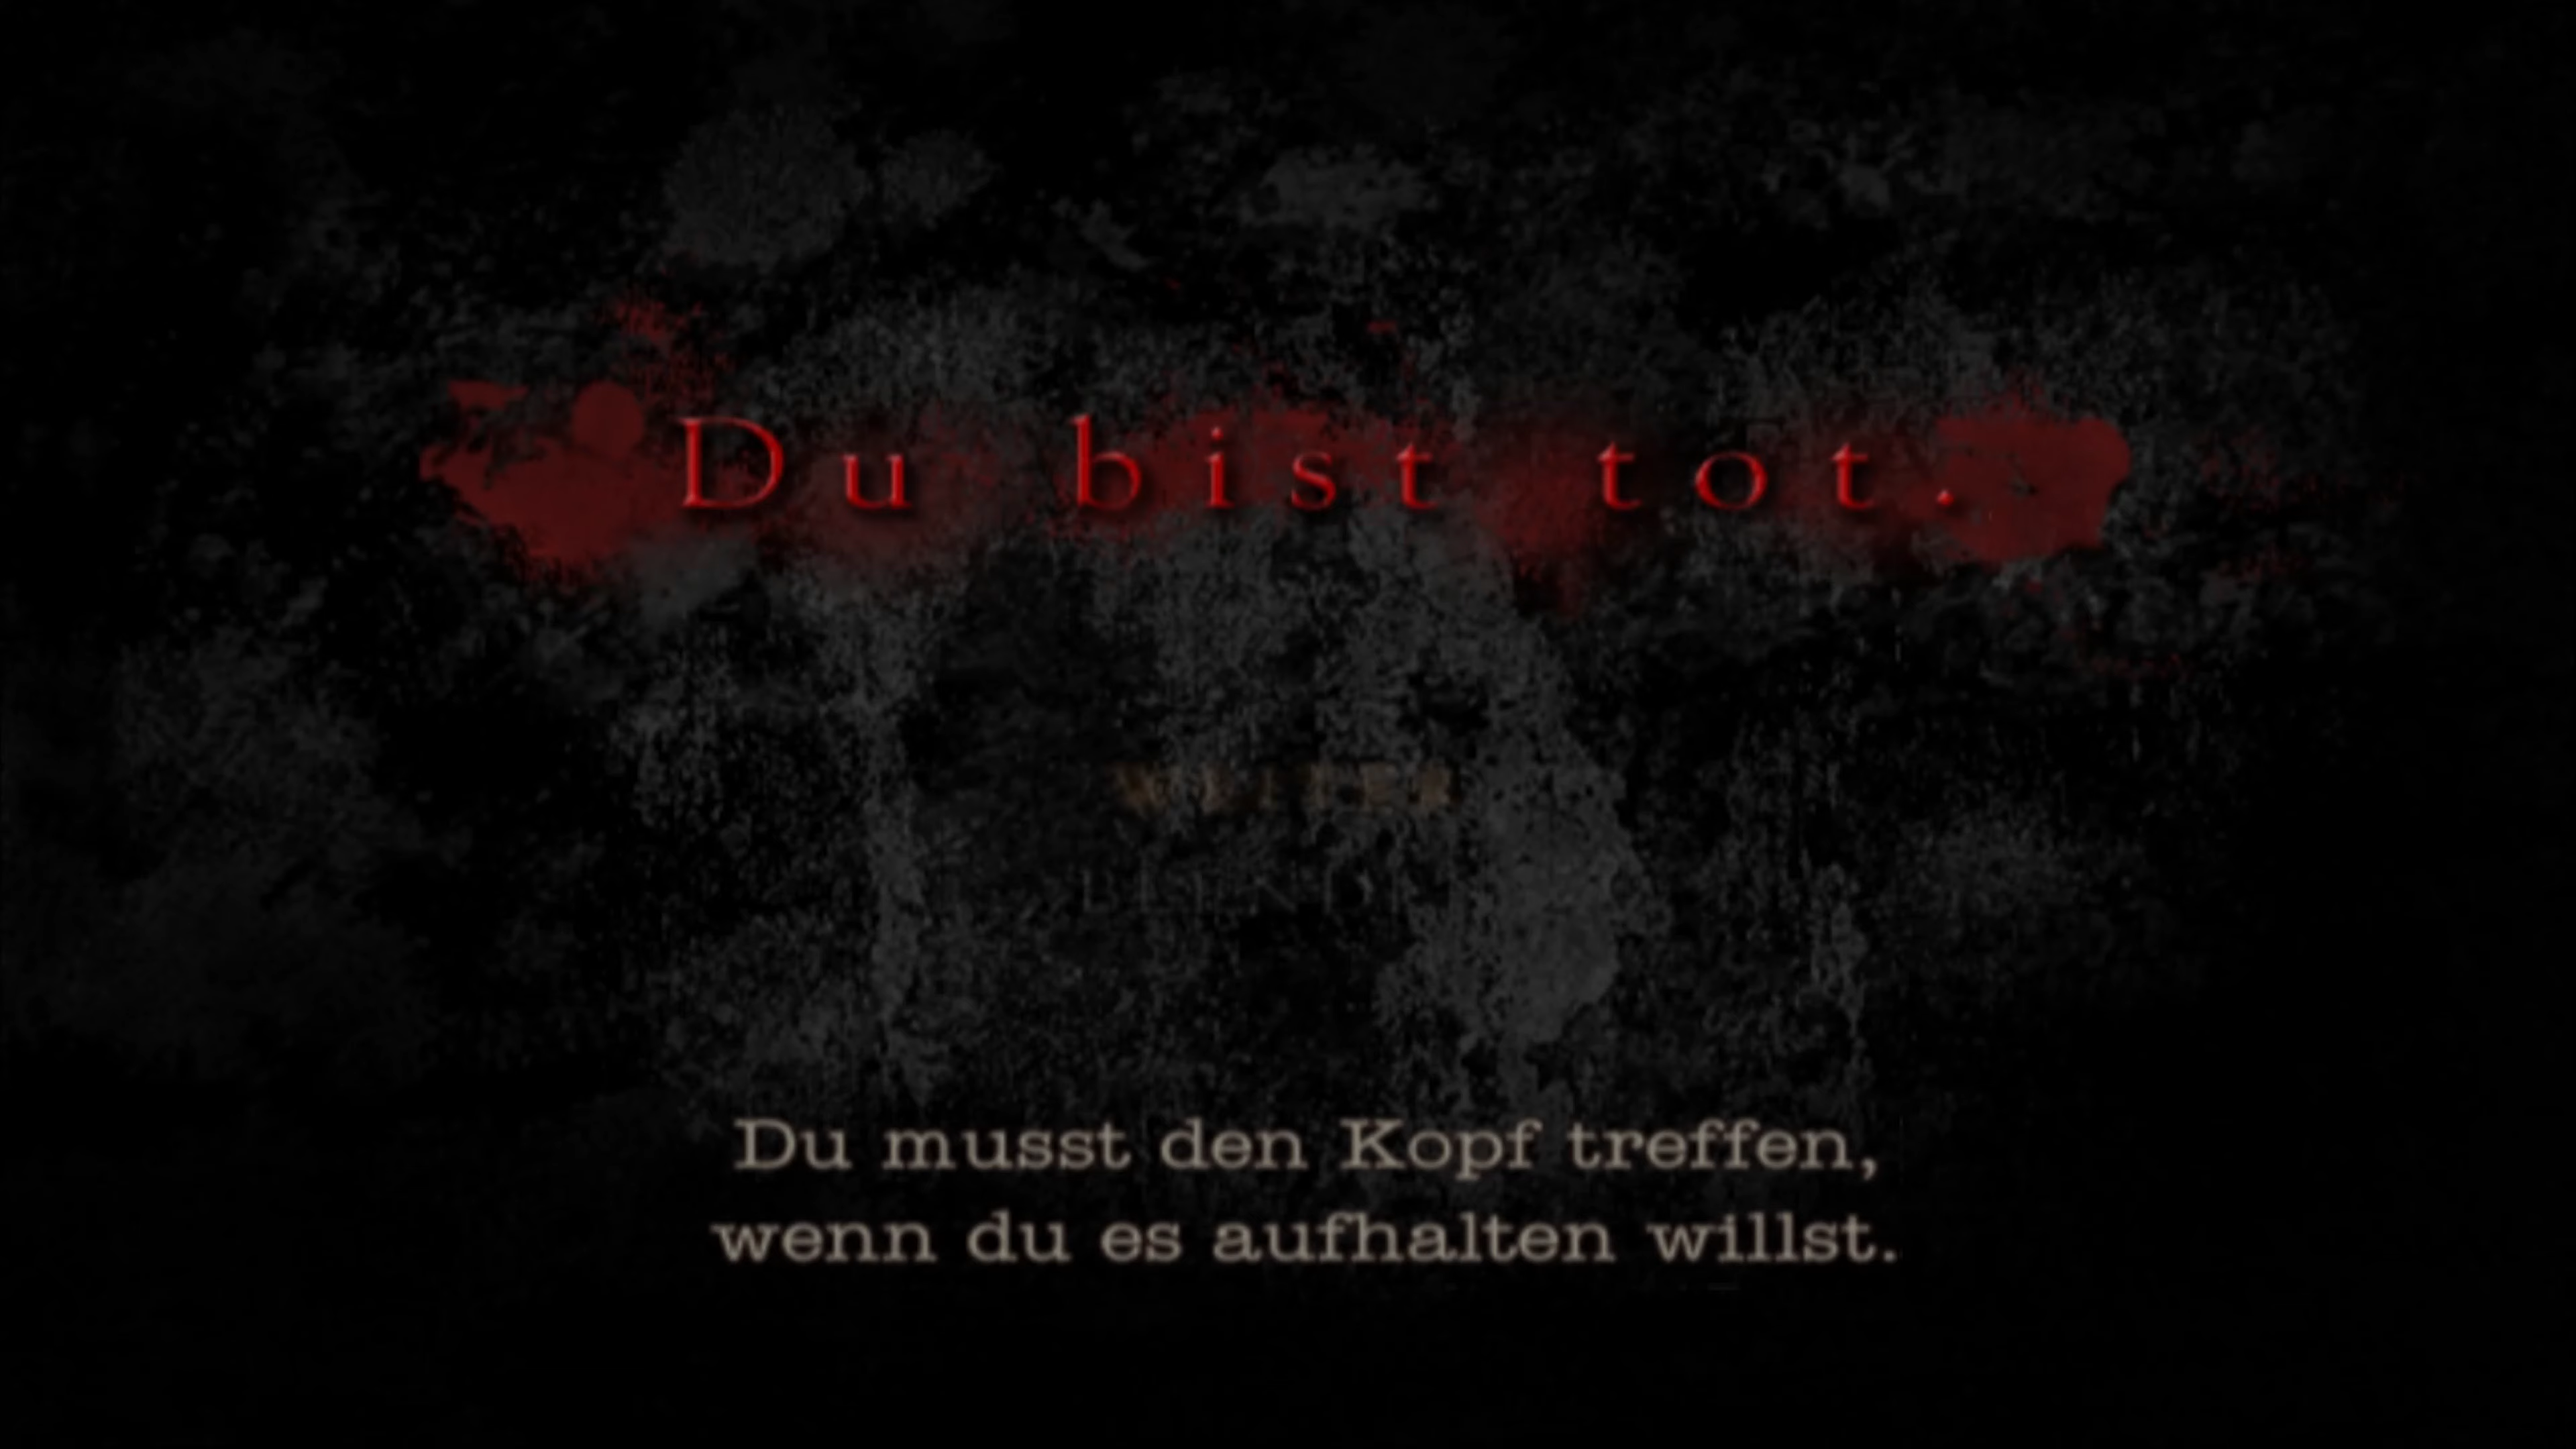 Du bist tot.
Du musst den Kopf treffen,
wenn du es aufhalten willst.